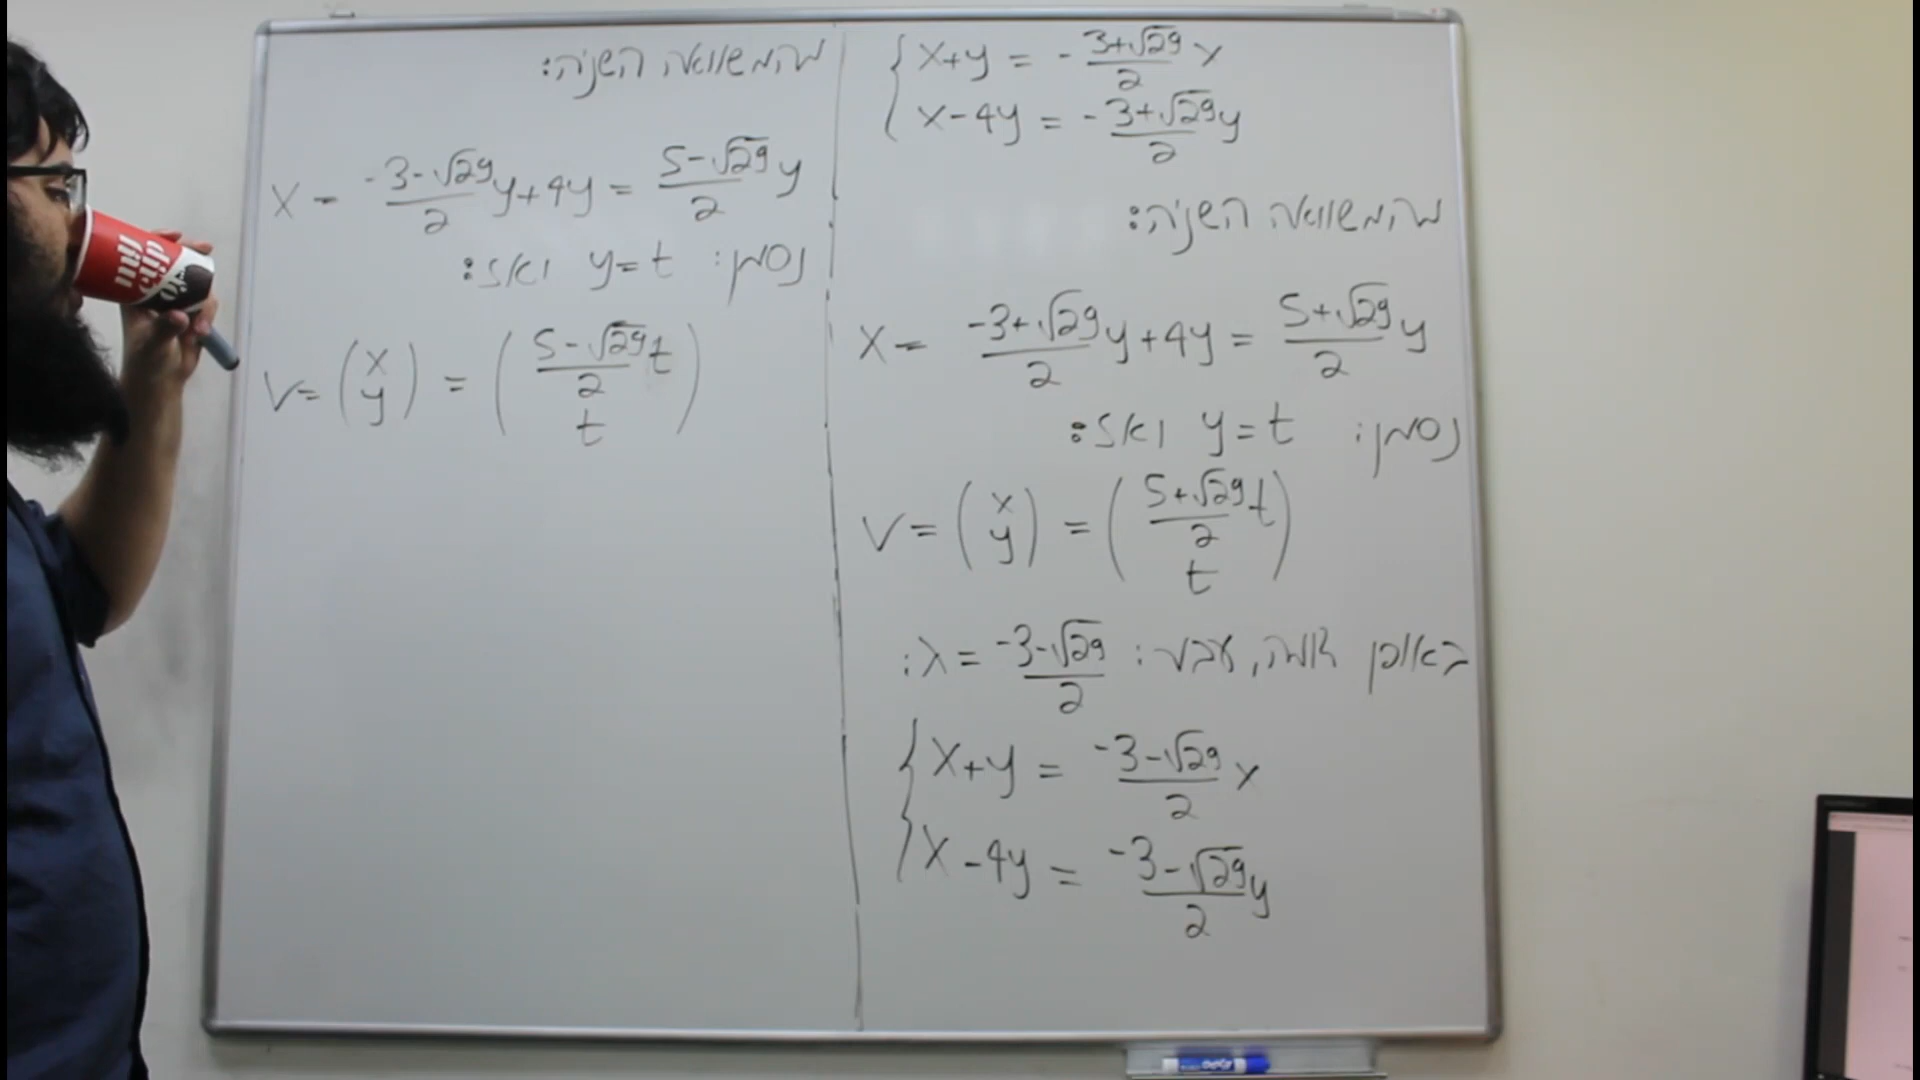 { x+y = -3+√29/2 x
x-4y = -3+√29/2 y
מהמשוואה השניה:
x = -3+√29/2 y+4y = 5+√29/2 y
נסמן: y=t ואז:
v = (x y) = (5+√29/2 t t)
באופן דומה, עבור: λ = -3-√29/2:
{ x+y = -3-√29/2 x
x-4y = -3-√29/2 y
מהמשוואה השניה:
x = -3-√29/2 y+4y = 5-√29/2 y
נסמן: y=t ואז:
v = (x y) = (5-√29/2 t t)